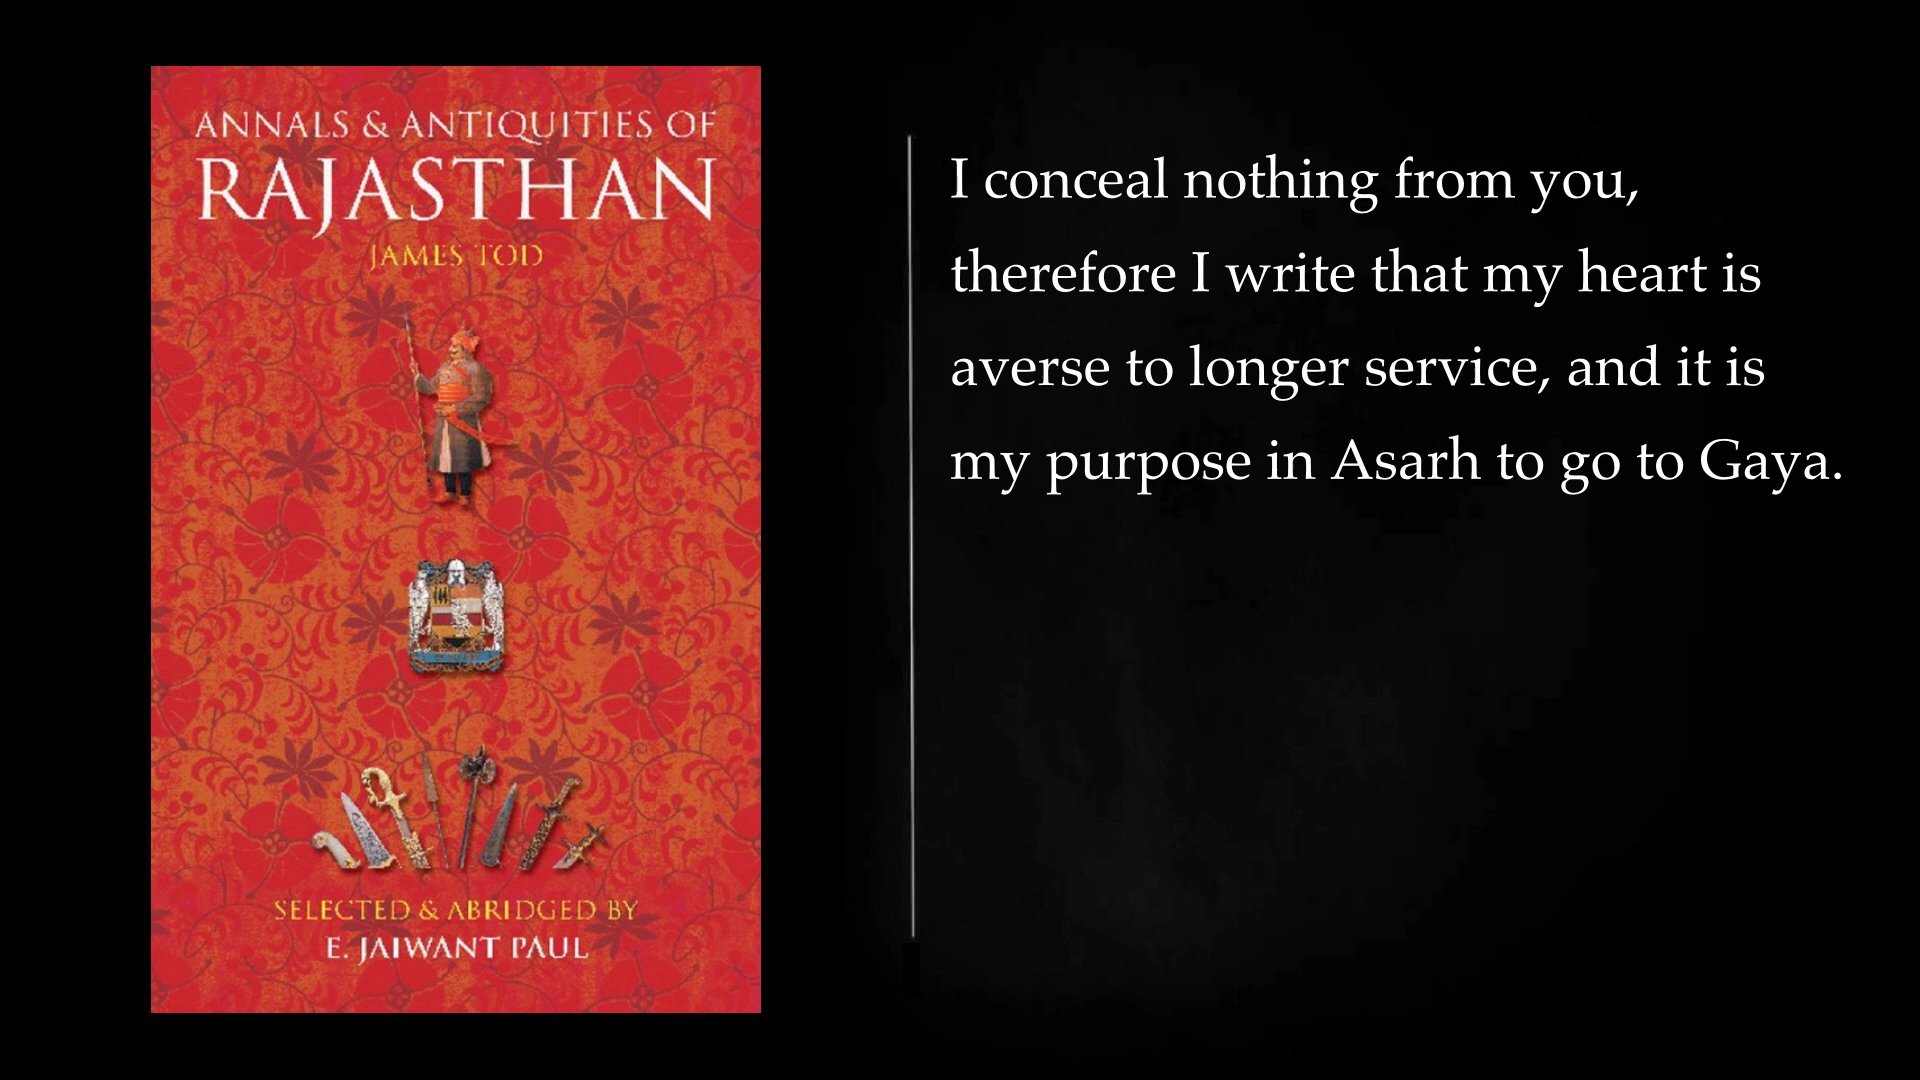 ANNALS & ANTIQUITIES OF
RAJASTHAN
JAMES TOD
SELECTED & ABRIDGED BY
E. JAIWANT PAUL
I conceal nothing from you,
therefore I write that my heart is
averse to longer service, and it is
my purpose in Asarh to go to Gaya.